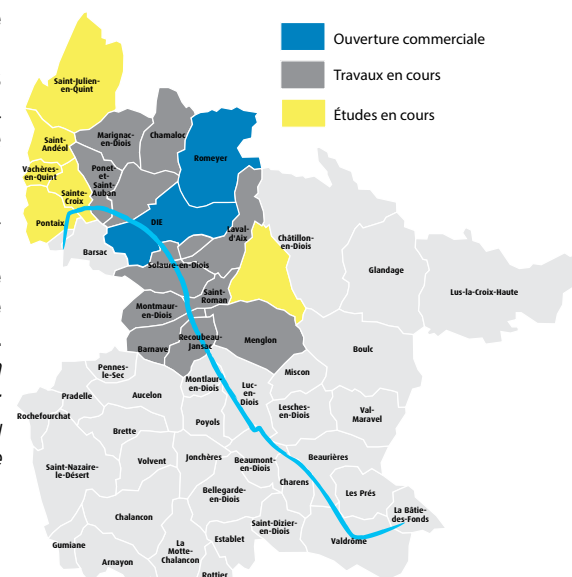 Ouverture commerciale
Travaux en cours
Études en cours
Saint-Julien-
en-Quint
Saint-
Andéol
Marignac-
en-Diois
Chamaloc
Romeyer
Vachères-
en-Quint
Ponet-
et-
Saint-
Auban
Sainte-
Croix
Pontaix
DIE
Barsac
Laval-
d'Aix
Châtillon-
en-Diois
Glandage
Lus-la-Croix-Haute
Solaure-en-Diois
Saint-
Roman
Montmaur-
en-Diois
Barnave
Recoubeau-
Jansac
Menglon
Boulc
Pennes-
le-Sec
Montlaur-
en-Diois
Luc-
en-
Diois
Miscon
Pradelle
Aucelon
Lesches-
en-Diois
Val-
Maravel
Rochefourchat
Brette
Poyols
Saint-Nazaire-
le-Désert
Volvent
Jonchères
Beaumont-
en-Diois
Beaurières
Charens
Bellegarde-
en-Diois
Les Prés
La Bâtie-
des-Fonds
Chalancon
Saint-Dizier-
en-Diois
Establet
Valdrôme
Gumiane
La
Motte-
Chalancon
Arnayon
Rottier